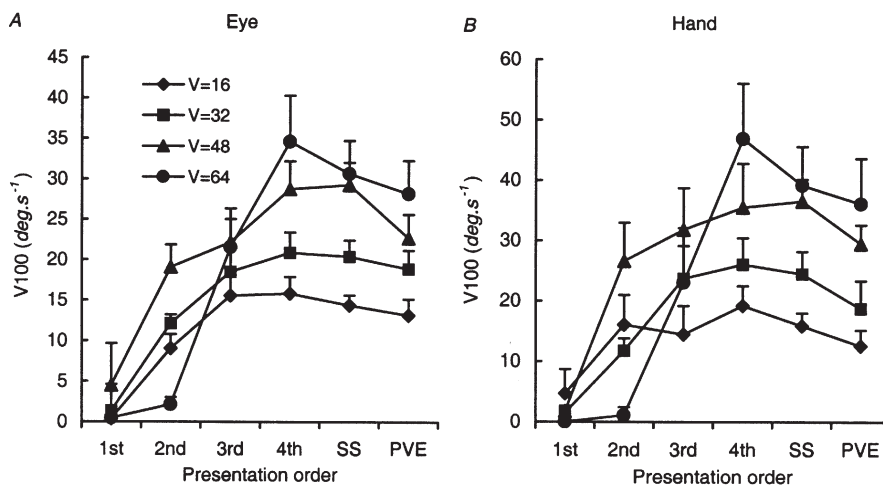 A Eye
V100 (deg.s-1)
45
40
35
30
25
20
15
10
5
0
V=16
V=32
V=48
V=64
1st 2nd 3rd 4th SS PVE
Presentation order
B Hand
V100 (deg.s-1)
60
50
40
30
20
10
0
1st 2nd 3rd 4th SS PVE
Presentation order